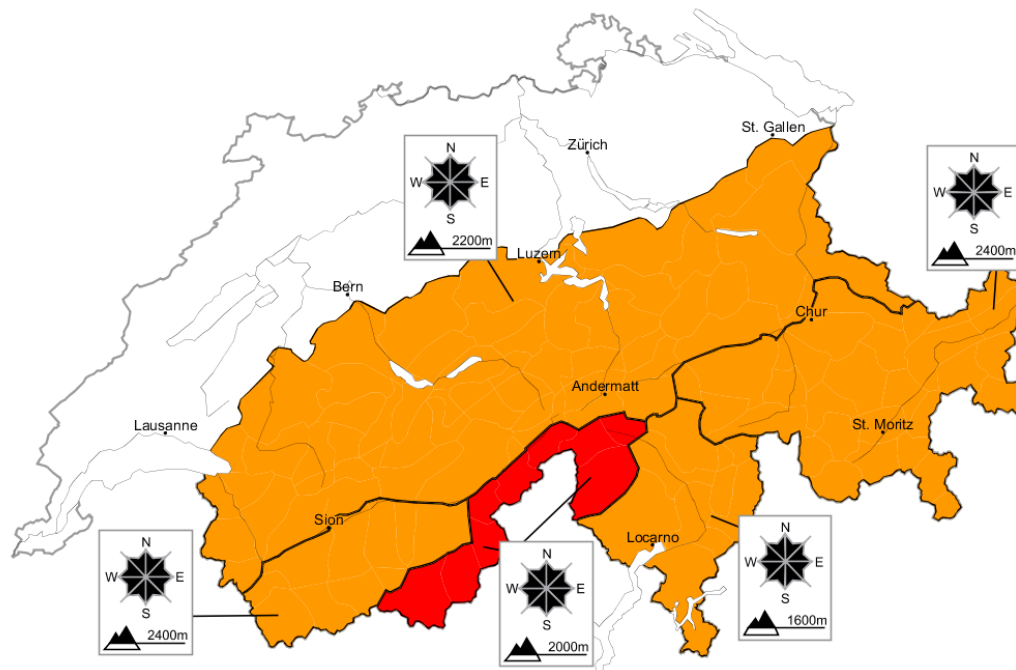 St. Gallen
Zürich
N
W E
S
2200m
N
W E
S
2400m
Luzern
Bern
Chur
Andermatt
Lausanne
St. Moritz
Sion
Locarno
N
W E
S
2400m
N
W E
S
2000m
N
W E
S
1600m